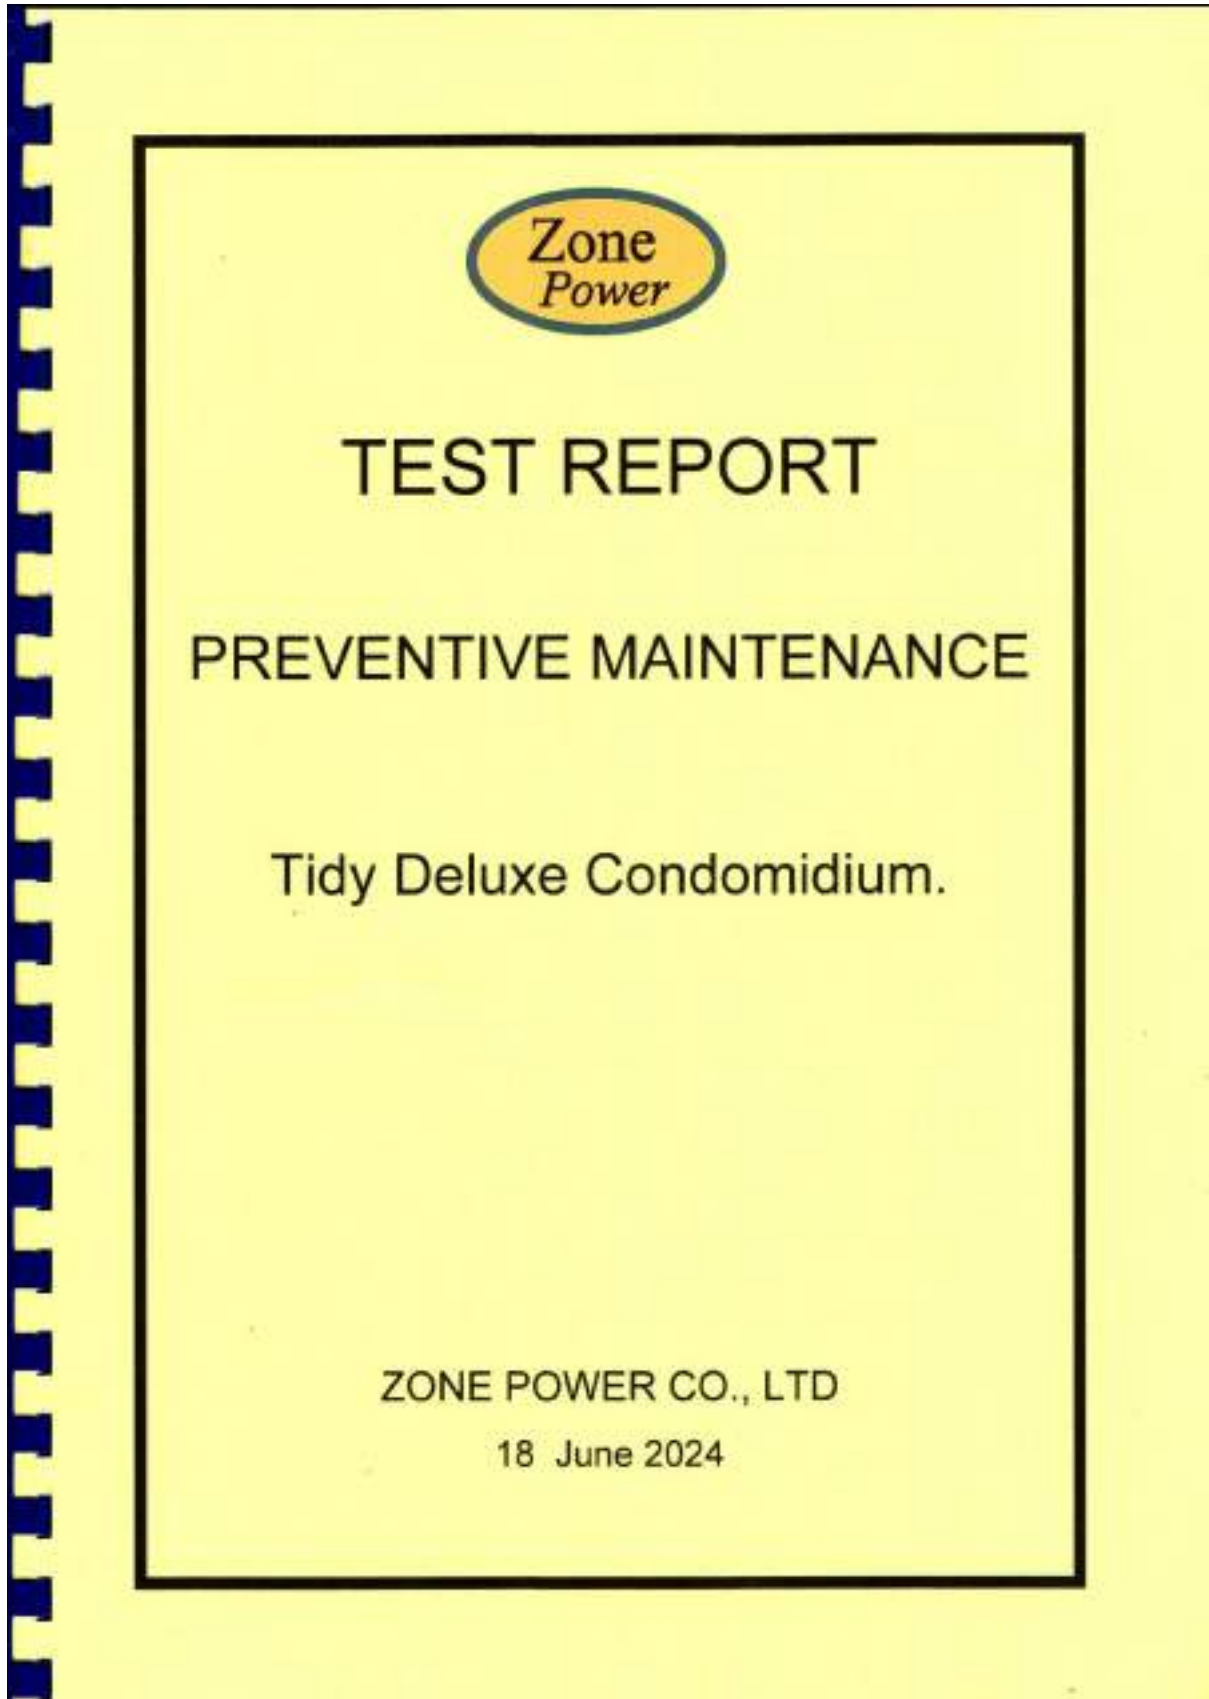 Zone
Power
TEST REPORT
PREVENTIVE MAINTENANCE
Tidy Deluxe Condomidium.
ZONE POWER CO., LTD
18 June 2024